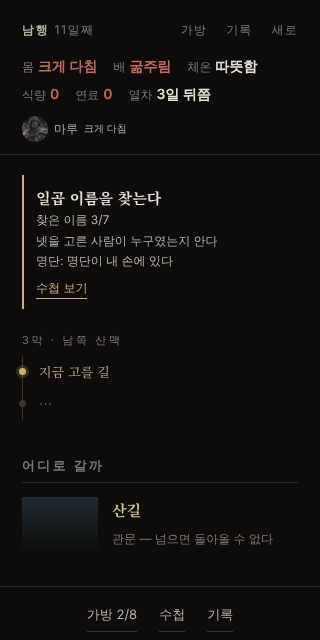 남행 11일째 가방 기록 새로
몸 크게 다침 배 굶주림 체온 따뜻함
식량 0 연료 0 열차 3일 뒤쪽
마루 크게 다침
일곱 이름을 찾는다
찾은 이름 3/7
넷을 고른 사람이 누구였는지 안다
명단: 명단이 내 손에 있다
수첩 보기
3막 · 남쪽 산맥
지금 고를 길
...
어디로 갈까
산길
관문 — 넘으면 돌아올 수 없다
가방 2/8 수첩 기록